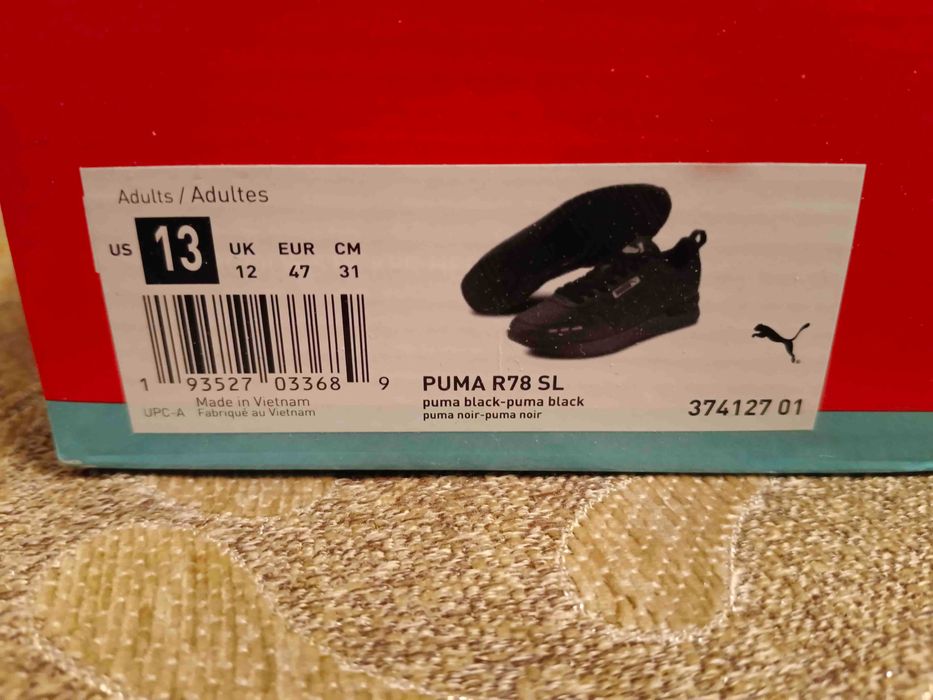 Adults / Adultes
US 13 UK EUR CM
12 47 31
1 93527 03368 9
UPC-A Made in Vietnam
Fabriqué au Vietnam
PUMA R78 SL
puma black-puma black
puma noir-puma noir
374127 01